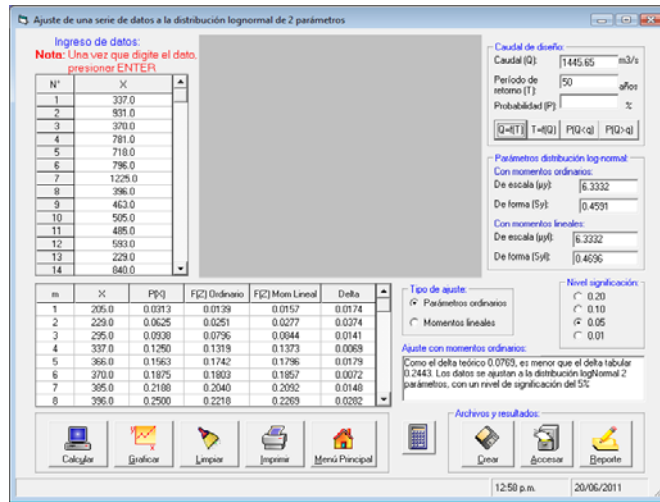 Ajuste de una serie de datos a la distribución lognormal de 2 parámetros
Ingreso de datos:
Nota: Una vez que digite el dato, presionar ENTER
N° X
1 337.0
2 931.0
3 370.0
4 781.0
5 718.0
6 796.0
7 1225.0
8 396.0
9 463.0
10 505.0
11 485.0
12 593.0
13 229.0
14 840.0
Caudal de diseño:
Caudal (Q): 1445.65 m3/s
Período de retorno (T): 50 años
Probabilidad (P): %
Q=f(T) T=f(Q) P(Q<q) P(Q>q)
Parámetros distribución log-normal:
Con momentos ordinarios:
De escala (μy): 6.3332
De forma (Sy): 0.4591
Con momentos lineales:
De escala (μyl): 6.3332
De forma (Syl): 0.4696
m X P(X) F(Z) Ordinario F(Z) Mom Lineal Delta
1 205.0 0.0313 0.0139 0.0157 0.0174
2 229.0 0.0625 0.0251 0.0277 0.0374
3 295.0 0.0938 0.0796 0.0844 0.0141
4 337.0 0.1250 0.1319 0.1373 0.0069
5 366.0 0.1563 0.1742 0.1796 0.0179
6 370.0 0.1875 0.1803 0.1857 0.0072
7 385.0 0.2188 0.2040 0.2092 0.0148
8 396.0 0.2500 0.2218 0.2269 0.0282
Tipo de ajuste:
Parámetros ordinarios
Momentos lineales
Nivel significación:
0.20
0.10
0.05
0.01
Ajuste con momentos ordinarios:
Como el delta teórico 0.0769, es menor que el delta tabular
0.2443. Los datos se ajustan a la distribución logNormal 2
parámetros, con un nivel de significación del 5%
Calcular Graficar Limpiar Imprimir Menú Principal
Archivos y resultados:
Crear Accesar Reporte
12:58 p.m. 20/06/2011